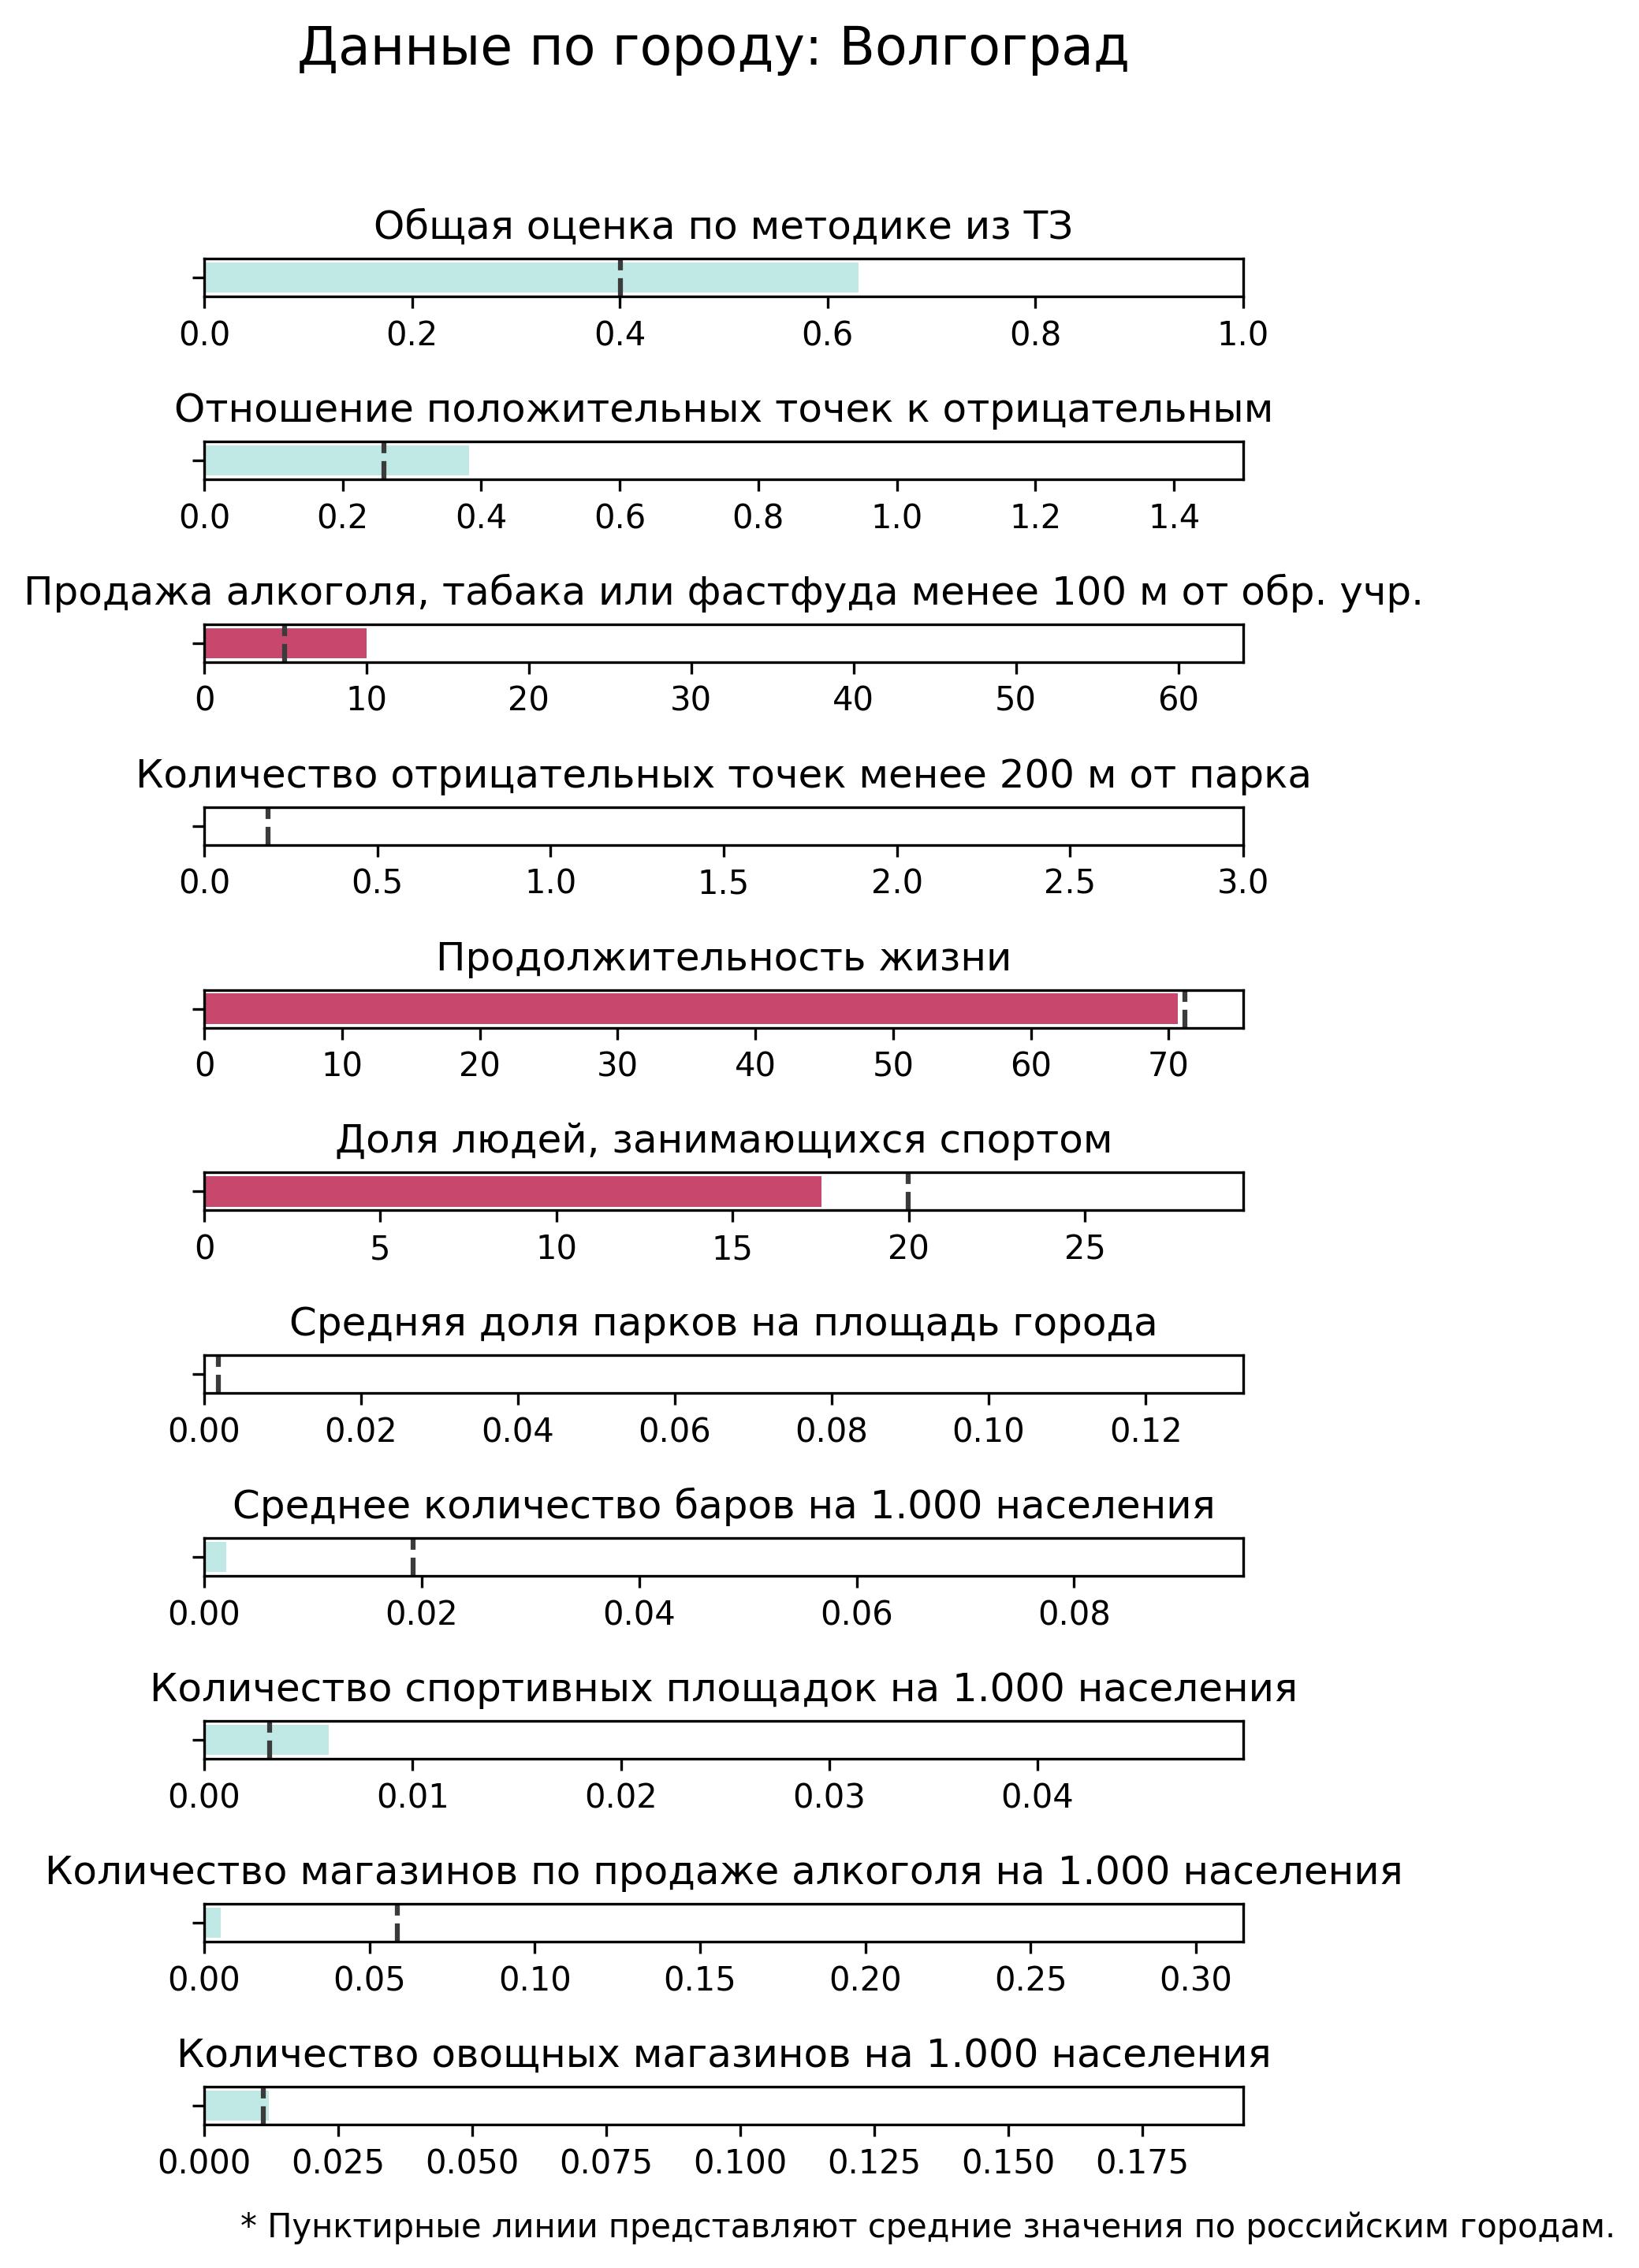 Данные по городу: Волгоград
Общая оценка по методике из ТЗ
0.0 0.2 0.4 0.6 0.8 1.0
Отношение положительных точек к отрицательным
0.0 0.2 0.4 0.6 0.8 1.0 1.2 1.4
Продажа алкоголя, табака или фастфуда менее 100 м от обр. учр.
0 10 20 30 40 50 60
Количество отрицательных точек менее 200 м от парка
0.0 0.5 1.0 1.5 2.0 2.5 3.0
Продолжительность жизни
0 10 20 30 40 50 60 70
Доля людей, занимающихся спортом
0 5 10 15 20 25
Средняя доля парков на площадь города
0.00 0.02 0.04 0.06 0.08 0.10 0.12
Среднее количество баров на 1.000 населения
0.00 0.02 0.04 0.06 0.08
Количество спортивных площадок на 1.000 населения
0.00 0.01 0.02 0.03 0.04
Количество магазинов по продаже алкоголя на 1.000 населения
0.00 0.05 0.10 0.15 0.20 0.25 0.30
Количество овощных магазинов на 1.000 населения
0.000 0.025 0.050 0.075 0.100 0.125 0.150 0.175
* Пунктирные линии представляют средние значения по российским городам.